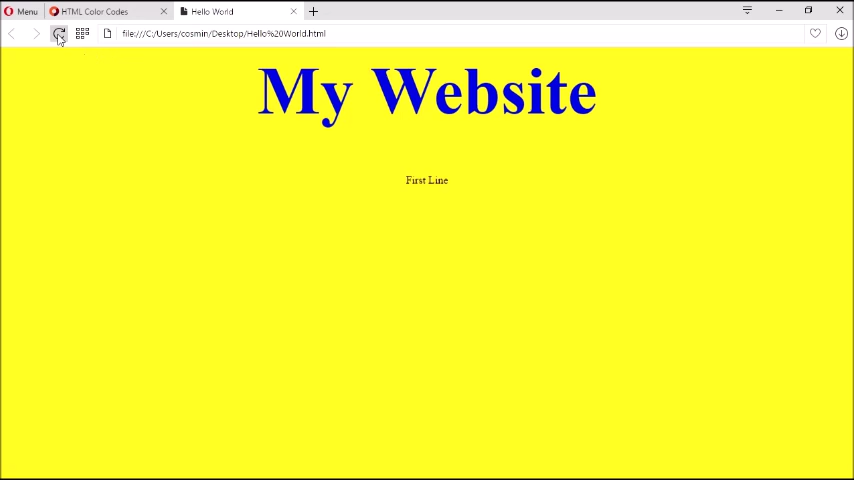 Menu
HTML Color Codes
Hello World
file:///C:/Users/cosmin/Desktop/Hello%20World.html
My Website
First Line